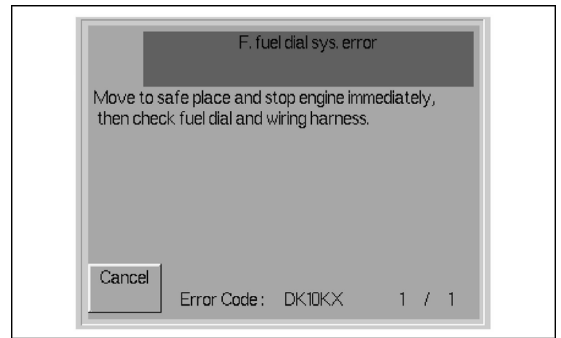 F. fuel dial sys. error
Move to safe place and stop engine immediately,
then check fuel dial and wiring harness.
Cancel
Error Code : DK10KX 1 / 1